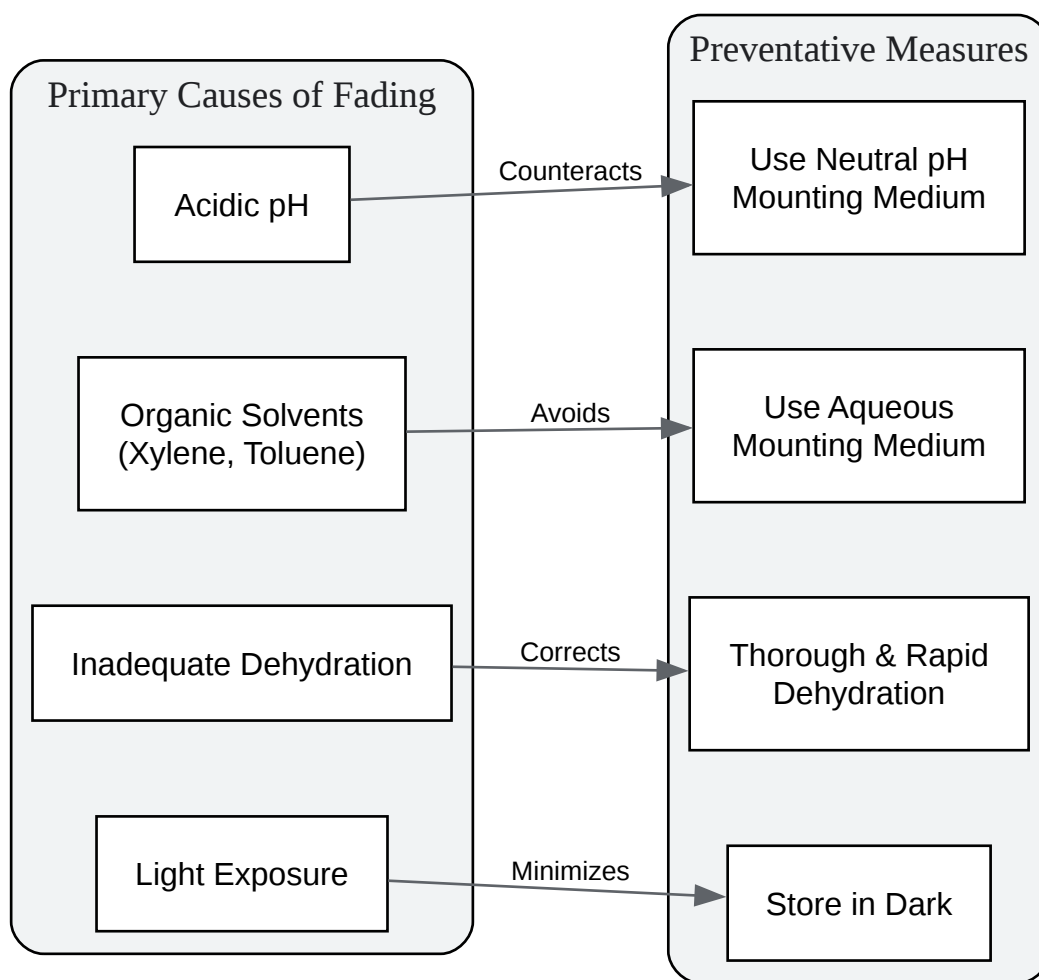 Primary Causes of Fading
Acidic pH
Organic Solvents
(Xylene, Toluene)
Inadequate Dehydration
Light Exposure
Counteracts
Avoids
Corrects
Minimizes
Preventative Measures
Use Neutral pH
Mounting Medium
Use Aqueous
Mounting Medium
Thorough & Rapid
Dehydration
Store in Dark